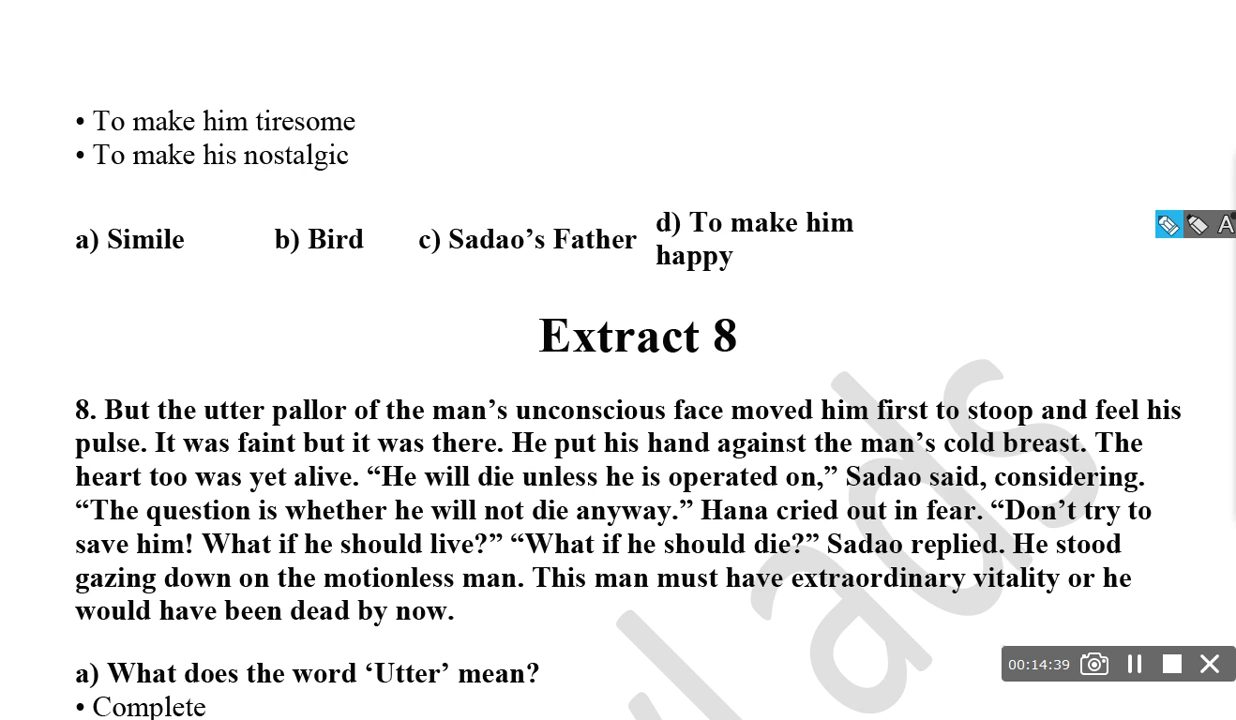 • To make him tiresome
• To make his nostalgic
a) Simile b) Bird c) Sadao’s Father d) To make him happy
Extract 8
8. But the utter pallor of the man’s unconscious face moved him first to stoop and feel his
pulse. It was faint but it was there. He put his hand against the man’s cold breast. The
heart too was yet alive. “He will die unless he is operated on,” Sadao said, considering.
“The question is whether he will not die anyway.” Hana cried out in fear. “Don’t try to
save him! What if he should live?” “What if he should die?” Sadao replied. He stood
gazing down on the motionless man. This man must have extraordinary vitality or he
would have been dead by now.
a) What does the word ‘Utter’ mean?
• Complete
00:14:39
A
ads